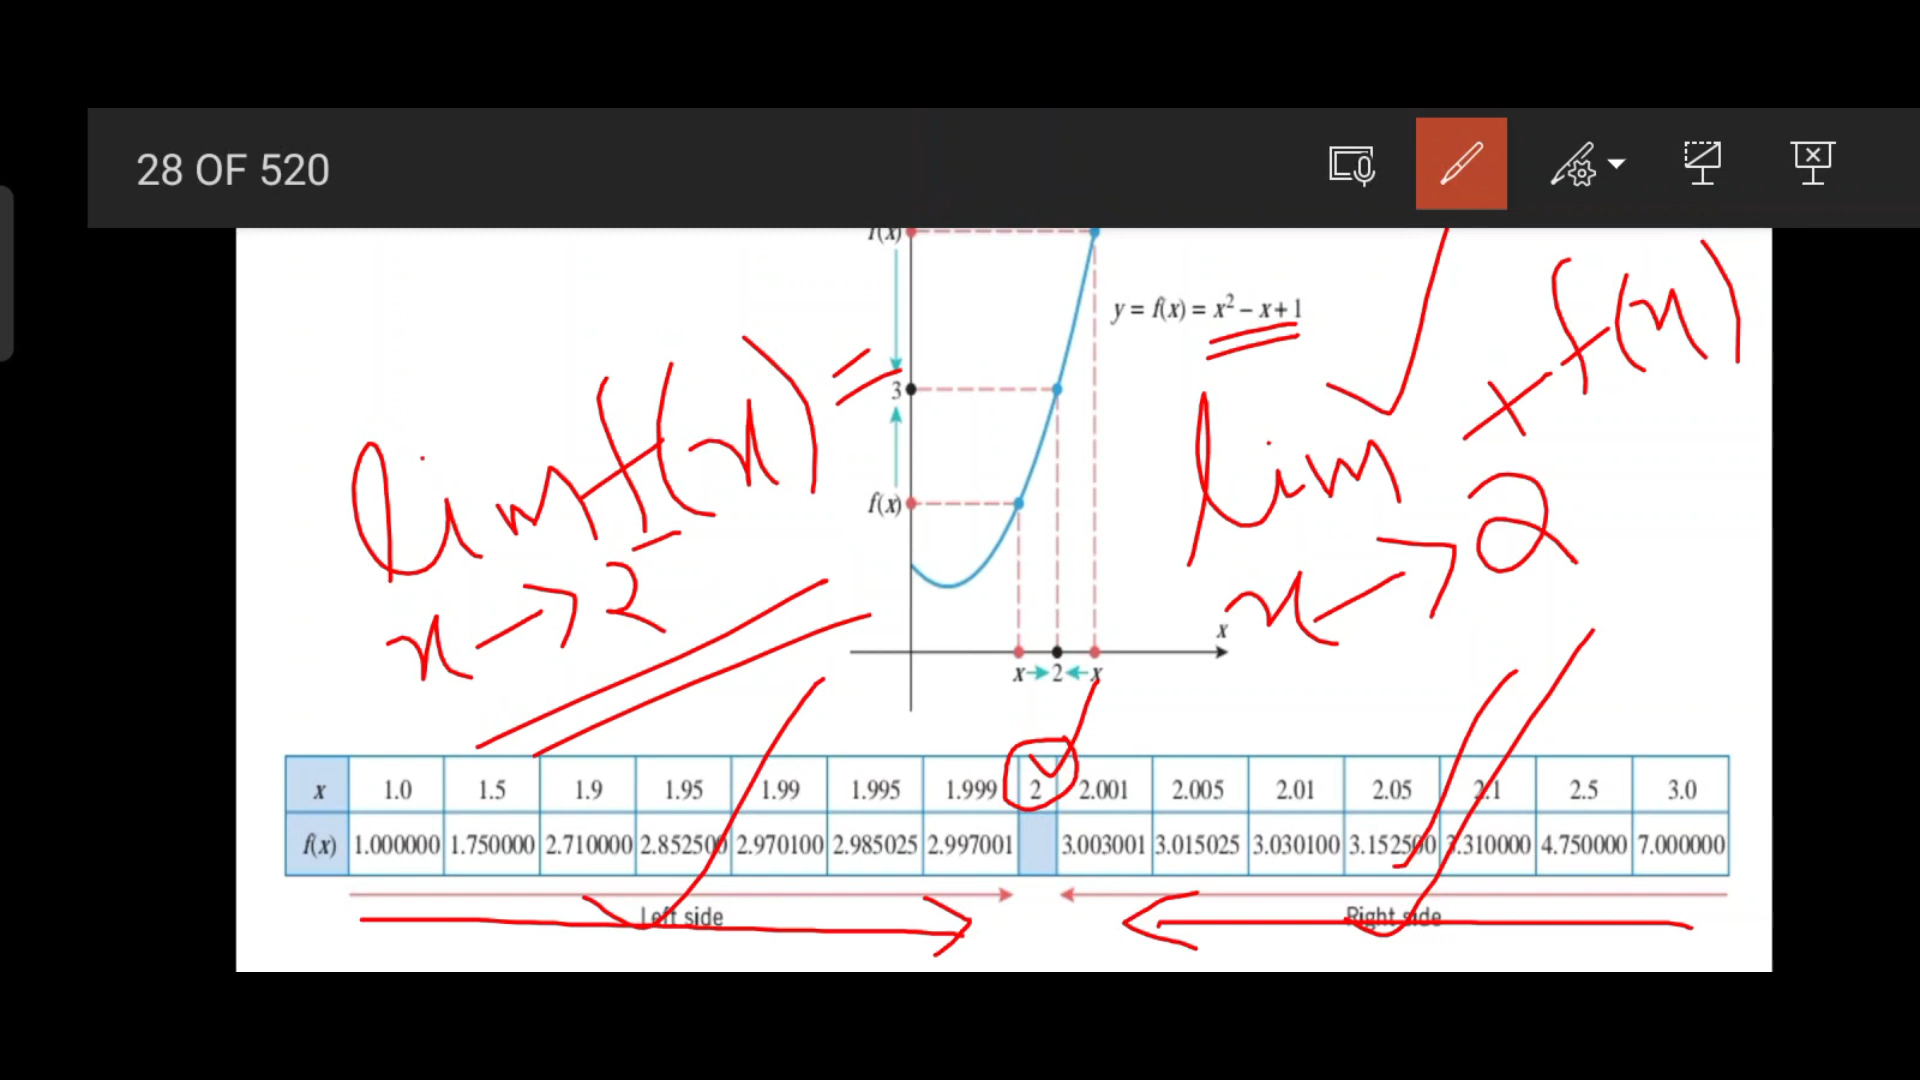 28 OF 520
f(x)
y = f(x) = x² – x + 1
3
f(x)
lim f(x) =
x → 2⁻
lim f(x)
x → 2⁺
x
x → 2 ← x
x 1.0 1.5 1.9 1.95 1.99 1.995 1.999 2 2.001 2.005 2.01 2.05 2.1 2.5 3.0
f(x) 1.000000 1.750000 2.710000 2.852500 2.970100 2.985025 2.997001 3.003001 3.015025 3.030100 3.152500 3.310000 4.750000 7.000000
Left side Right side